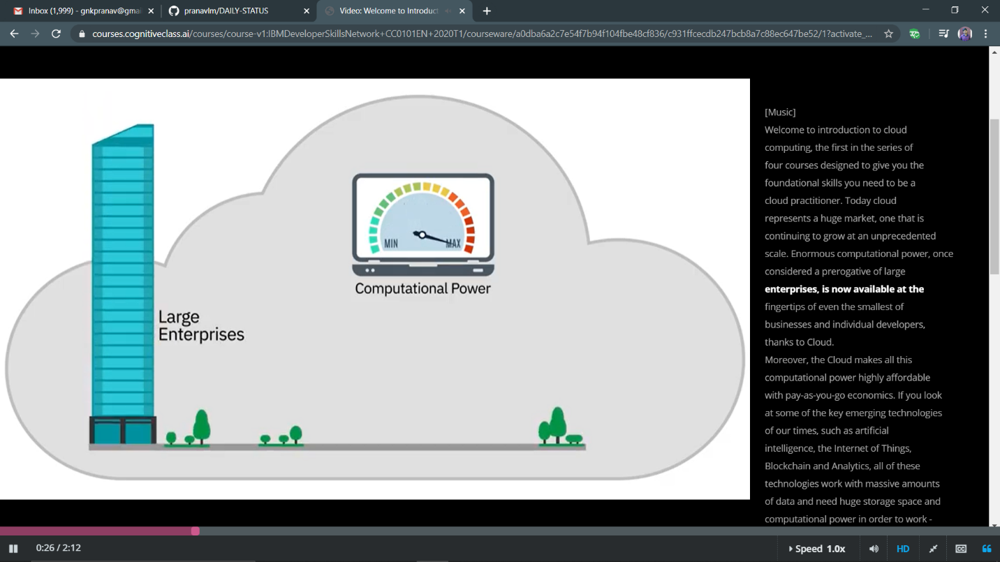 Inbox (1,999) - gnkpranav@gmai
pranavlm/DAILY-STATUS
Video: Welcome to Introduct
courses.cognitiveclass.ai/courses/course-v1:IBMDeveloperSkillsNetwork+CC0101EN+2020T1/courseware/a0dba6a2c7e54f7b94f104fbe48cf836/c931ffcecdb247bcb8a7c88ec647be52/1?activate_...
MIN MAX
Computational Power
Large
Enterprises
[Music]
Welcome to introduction to cloud
computing, the first in the series of
four courses designed to give you the
foundational skills you need to be a
cloud practitioner. Today cloud
represents a huge market, one that is
continuing to grow at an unprecedented
scale. Enormous computational power, once
considered a prerogative of large
enterprises, is now available at the
fingertips of even the smallest of
businesses and individual developers,
thanks to Cloud.
Moreover, the Cloud makes all this
computational power highly affordable
with pay-as-you-go economics. If you look
at some of the key emerging technologies
of our times, such as artificial
intelligence, the Internet of Things,
Blockchain and Analytics, all of these
technologies work with massive amounts
of data and need huge storage space and
computational power in order to work -
0:26 / 2:12
Speed 1.0x
HD
CC